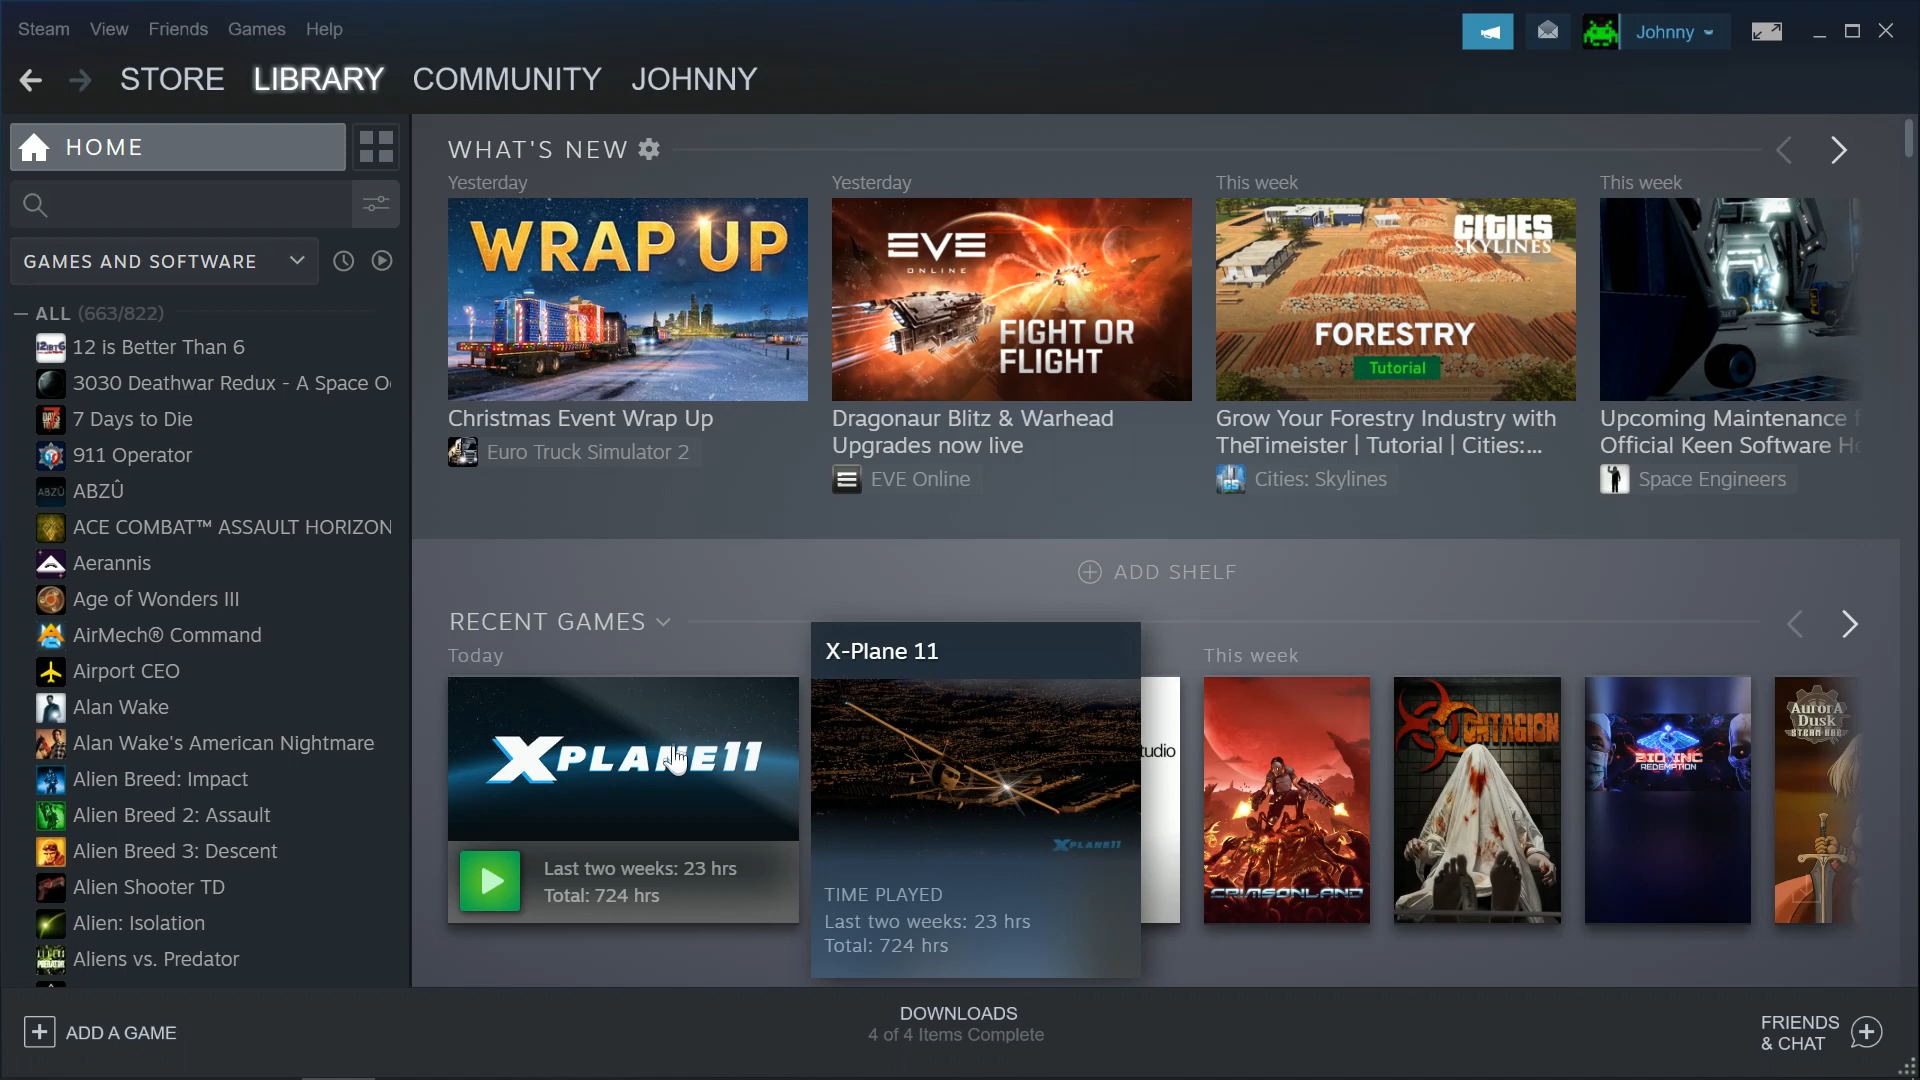 Steam View Friends Games Help
Johnny
STORE LIBRARY COMMUNITY JOHNNY
HOME
GAMES AND SOFTWARE
ALL (663/822)
12 is Better Than 6
3030 Deathwar Redux - A Space O
7 Days to Die
911 Operator
ABZÛ
ACE COMBAT™ ASSAULT HORIZON
Aerannis
Age of Wonders III
AirMech® Command
Airport CEO
Alan Wake
Alan Wake's American Nightmare
Alien Breed: Impact
Alien Breed 2: Assault
Alien Breed 3: Descent
Alien Shooter TD
Alien: Isolation
Aliens vs. Predator
WHAT'S NEW
Yesterday
WRAP UP
Christmas Event Wrap Up
Euro Truck Simulator 2
Yesterday
EVE
ONLINE
FIGHT OR
FLIGHT
Dragonaur Blitz & Warhead
Upgrades now live
EVE Online
This week
CITIES
SKYLINES
FORESTRY
Tutorial
Grow Your Forestry Industry with
TheTimeister | Tutorial | Cities:...
Cities: Skylines
This week
Upcoming Maintenance f
Official Keen Software Ho
Space Engineers
ADD SHELF
RECENT GAMES
Today
X-PLANE 11
Last two weeks: 23 hrs
Total: 724 hrs
X-Plane 11
X-PLANE 11
TIME PLAYED
Last two weeks: 23 hrs
Total: 724 hrs
tudio
This week
CRIMSONLAND
CONTAGION
BIO INC
REDEMPTION
Aurora
Dusk
STEAM AGE
ADD A GAME
DOWNLOADS
4 of 4 Items Complete
FRIENDS
& CHAT